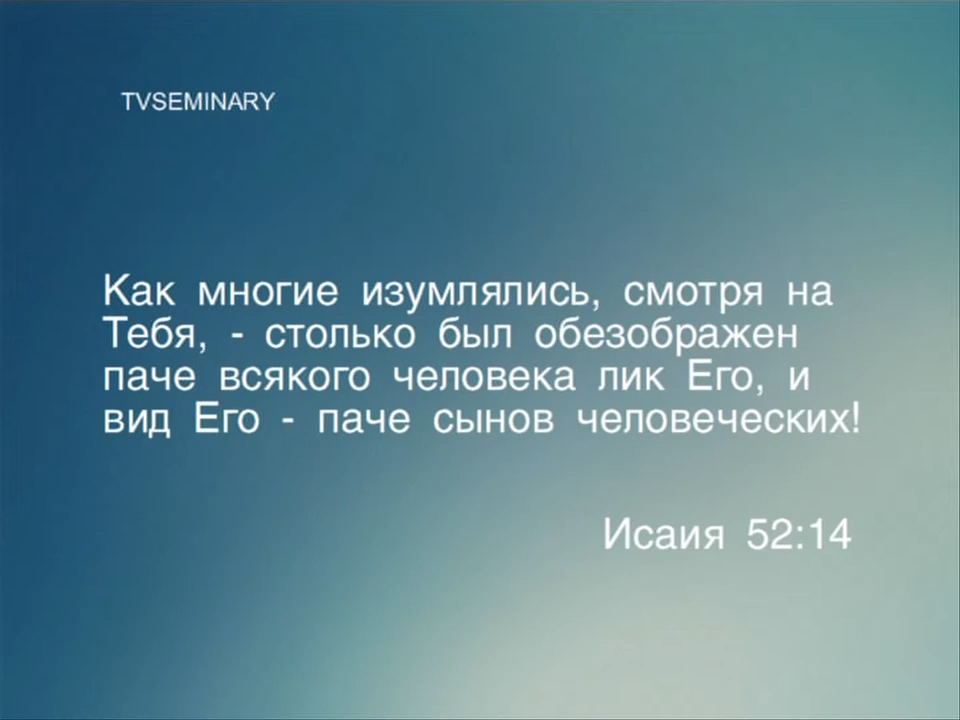 TVSEMINARY
Как многие изумлялись, смотря на
Тебя, - столько был обезображен
паче всякого человека лик Его, и
вид Его - паче сынов человеческих!
Исаия 52:14